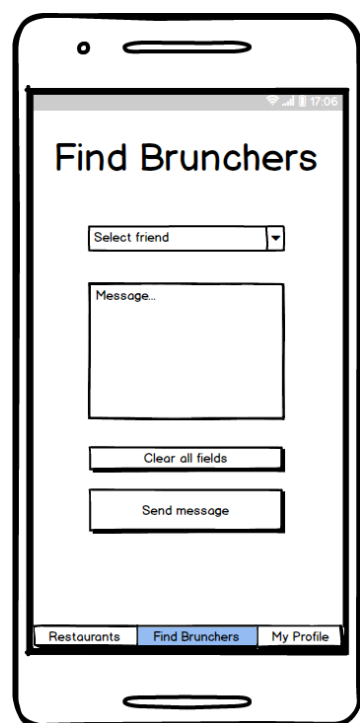 17:06
Find Brunchers
Select friend
Message...
Clear all fields
Send message
Restaurants Find Brunchers My Profile